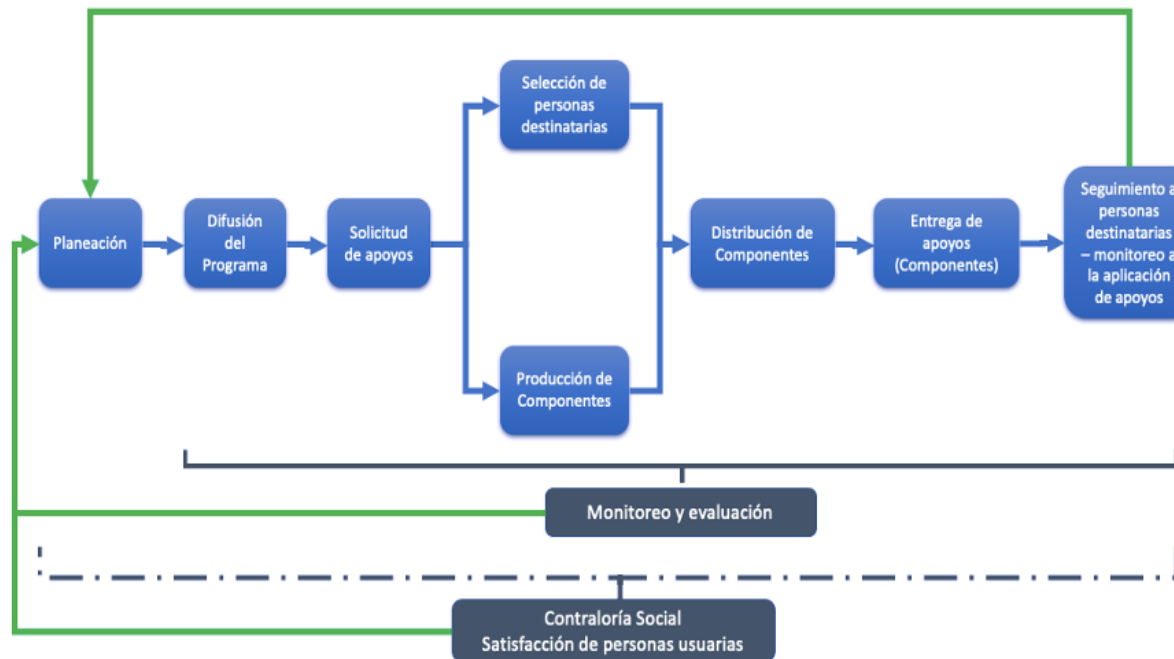 Selección de
personas
destinatarias
Planeación
Difusión
del
Programa
Solicitud
de apoyos
Distribución de
Componentes
Entrega de
apoyos
(Componentes)
Seguimiento a
personas
destinatarias
– monitoreo a
la aplicación
de apoyos
Producción de
Componentes
Monitoreo y evaluación
Contraloría Social
Satisfacción de personas usuarias